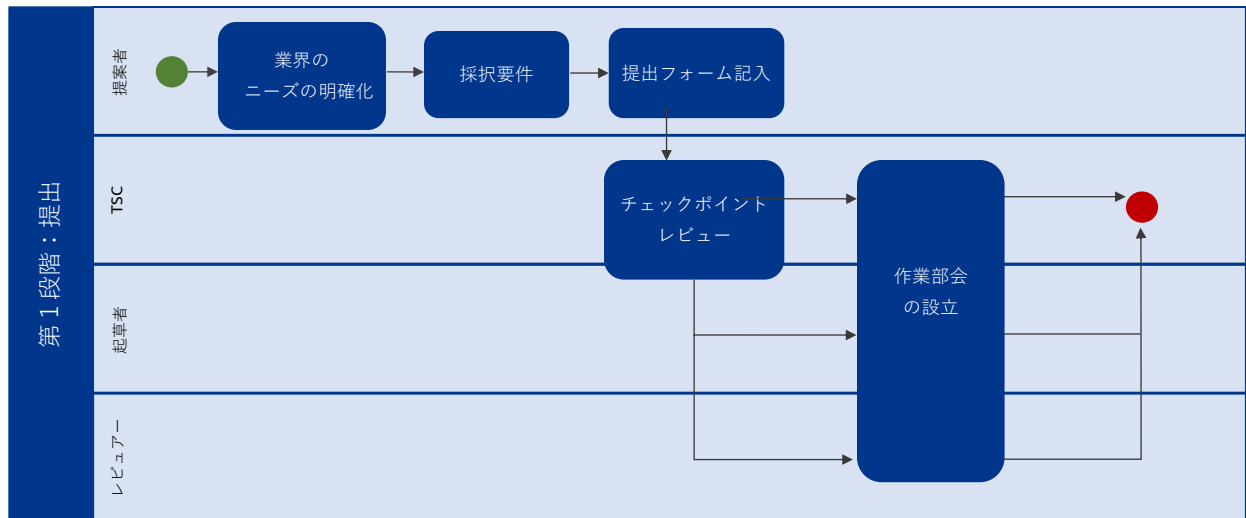 第１段階：提出
提案者
業界の
ニーズの明確化
採択要件
提出フォーム記入
TSC
チェックポイント
レビュー
作業部会
の設立
起草者
レビュアー